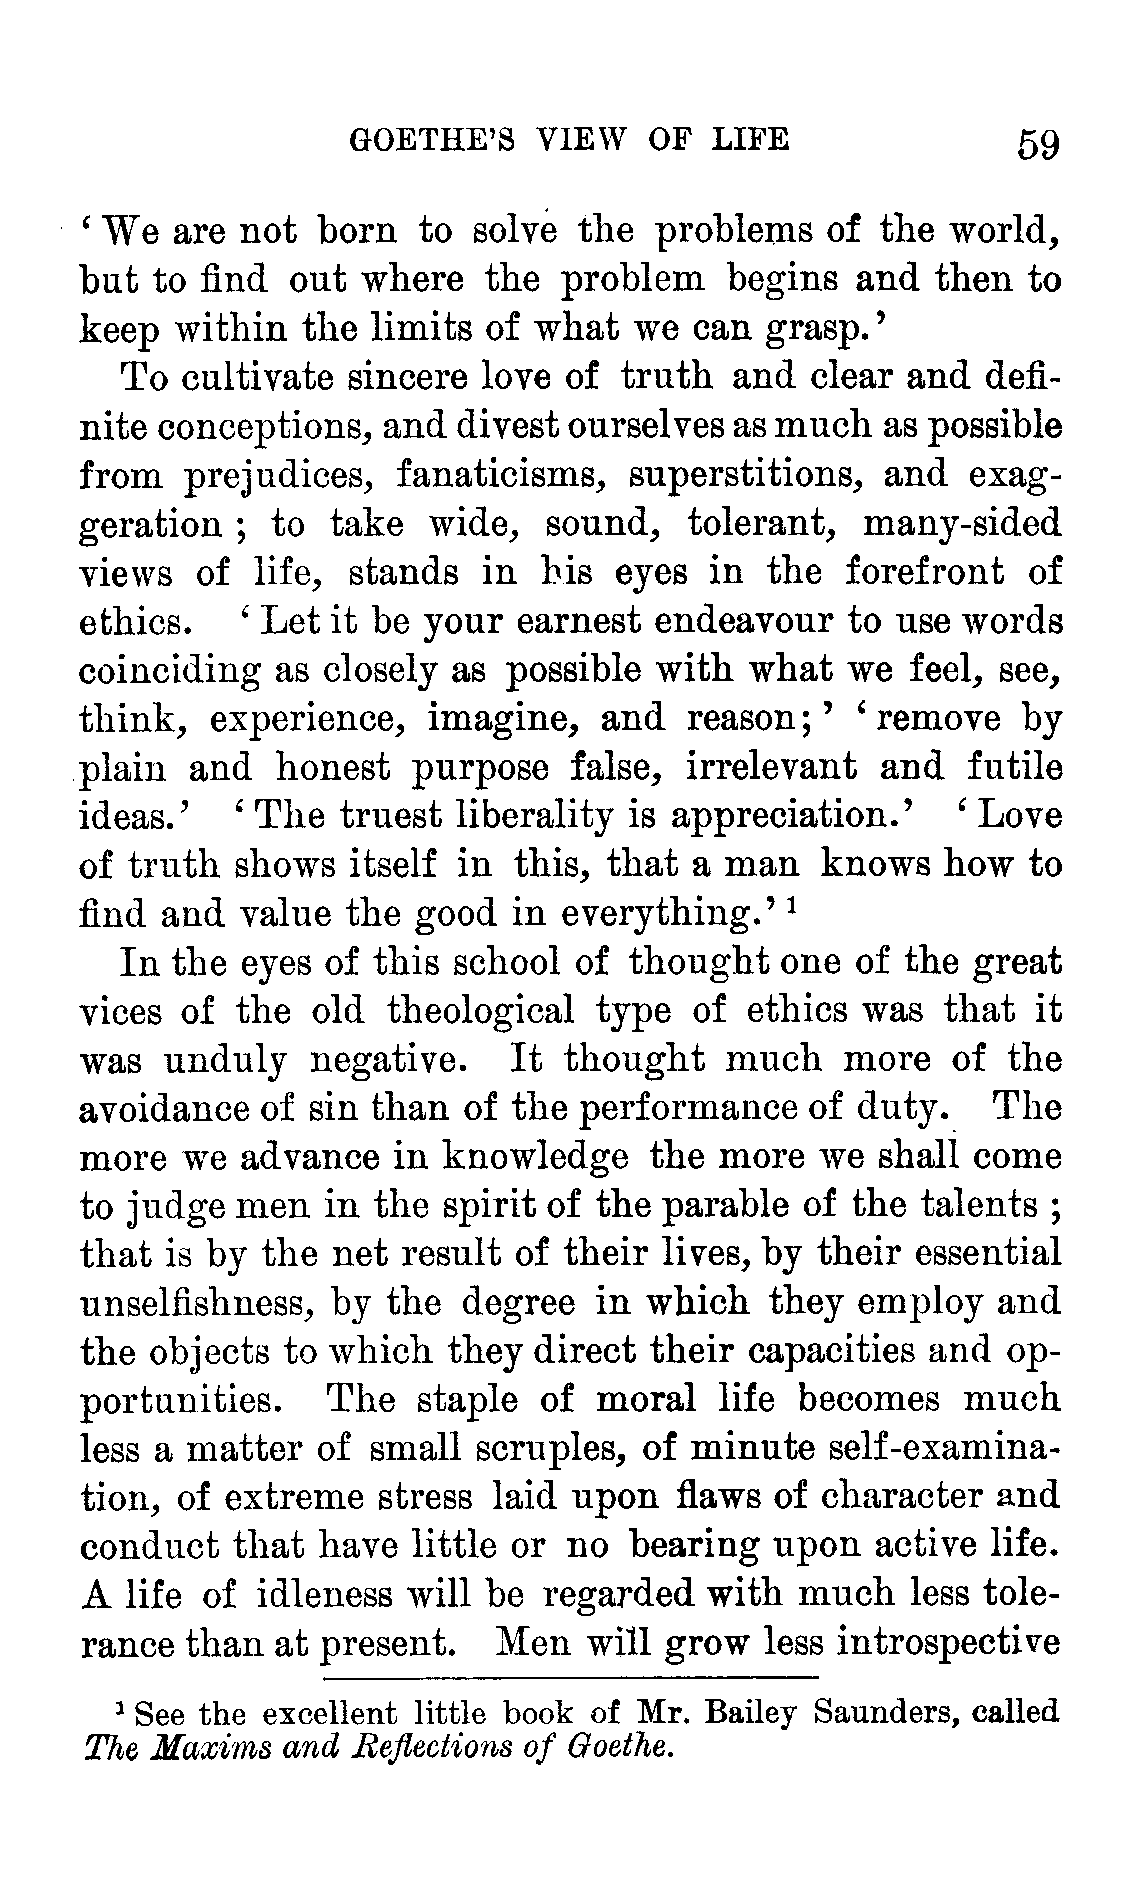 GOETHE'S VIEW OF LIFE 59
‘ We are not born to solve the problems of the world,
but to find out where the problem begins and then to
keep within the limits of what we can grasp.’
To cultivate sincere love of truth and clear and defi-
nite conceptions, and divest ourselves as much as possible
from prejudices, fanaticisms, superstitions, and exag-
geration ; to take wide, sound, tolerant, many-sided
views of life, stands in his eyes in the forefront of
ethics. ‘ Let it be your earnest endeavour to use words
coinciding as closely as possible with what we feel, see,
think, experience, imagine, and reason; ’ ‘ remove by
plain and honest purpose false, irrelevant and futile
ideas.’ ‘ The truest liberality is appreciation.’ ‘ Love
of truth shows itself in this, that a man knows how to
find and value the good in everything.’ ¹
In the eyes of this school of thought one of the great
vices of the old theological type of ethics was that it
was unduly negative. It thought much more of the
avoidance of sin than of the performance of duty. The
more we advance in knowledge the more we shall come
to judge men in the spirit of the parable of the talents ;
that is by the net result of their lives, by their essential
unselfishness, by the degree in which they employ and
the objects to which they direct their capacities and op-
portunities. The staple of moral life becomes much
less a matter of small scruples, of minute self-examina-
tion, of extreme stress laid upon flaws of character and
conduct that have little or no bearing upon active life.
A life of idleness will be regarded with much less tole-
rance than at present. Men will grow less introspective
¹ See the excellent little book of Mr. Bailey Saunders, called
The Maxims and Reflections of Goethe.